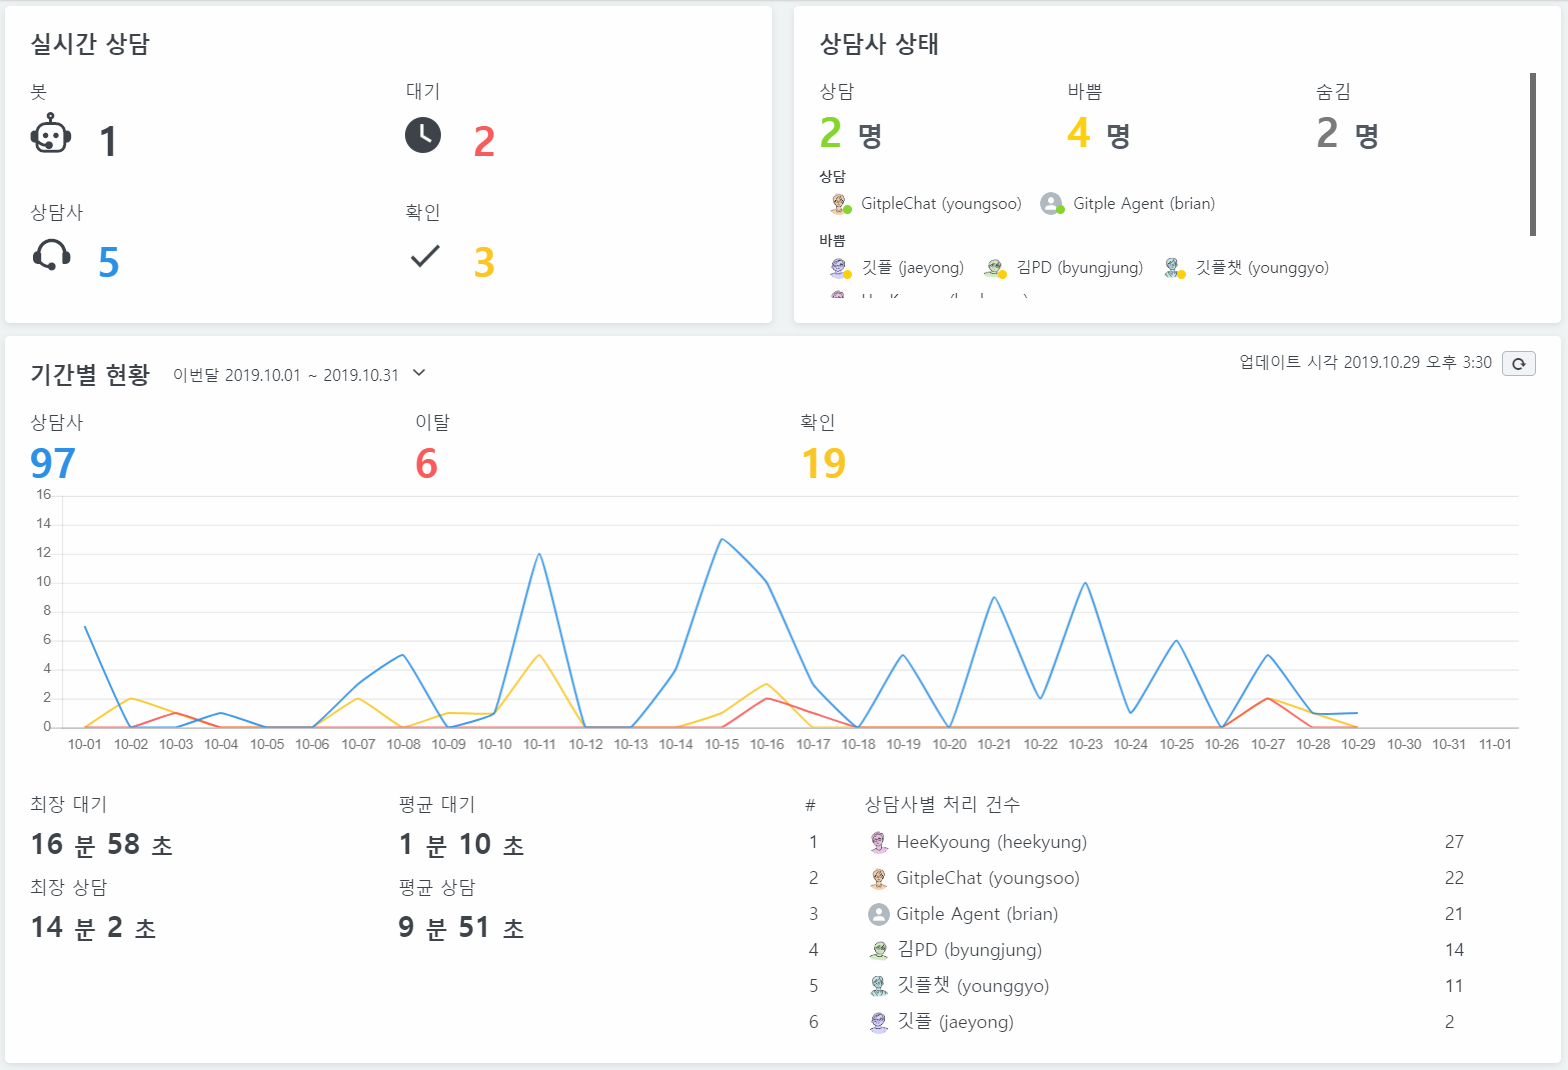 실시간 상담
봇 대기
1 2
상담사 확인
5 3
상담사 상태
상담 바쁨 숨김
2 명 4 명 2 명
상담
GitpleChat (youngsoo) Gitple Agent (brian)
바쁨
깃플 (jaeyong) 김PD (byungjung) 깃플챗 (younggyo)
기간별 현황 이번달 2019.10.01 ~ 2019.10.31
업데이트 시각 2019.10.29 오후 3:30
상담사 이탈 확인
97 6 19
16
14
12
10
8
6
4
2
0
10-01 10-02 10-03 10-04 10-05 10-06 10-07 10-08 10-09 10-10 10-11 10-12 10-13 10-14 10-15 10-16 10-17 10-18 10-19 10-20 10-21 10-22 10-23 10-24 10-25 10-26 10-27 10-28 10-29 10-30 10-31 11-01
최장 대기 평균 대기
16 분 58 초 1 분 10 초
최장 상담 평균 상담
14 분 2 초 9 분 51 초
# 상담사별 처리 건수
1 HeeKyoung (heekyung) 27
2 GitpleChat (youngsoo) 22
3 Gitple Agent (brian) 21
4 김PD (byungjung) 14
5 깃플챗 (younggyo) 11
6 깃플 (jaeyong) 2